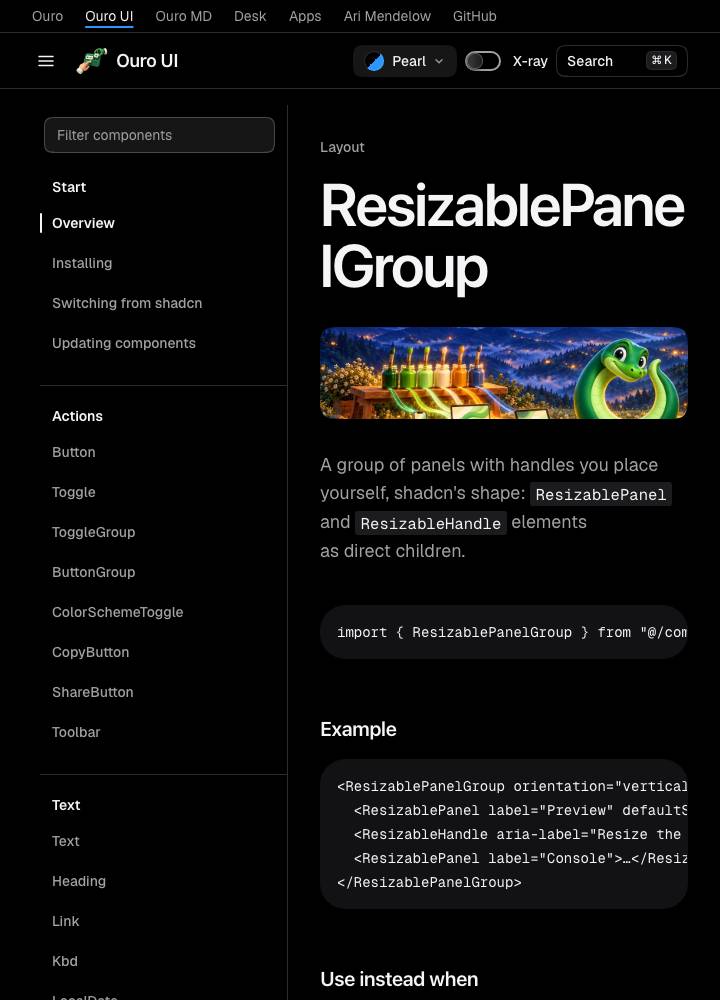 Ouro
Ouro UI
Ouro MD
Desk
Apps
Ari Mendelow
GitHub
Ouro UI
Pearl
X-ray
Search
⌘ K
Filter components
Start
Overview
Installing
Switching from shadcn
Updating components
Actions
Button
Toggle
ToggleGroup
ButtonGroup
ColorSchemeToggle
CopyButton
ShareButton
Toolbar
Text
Text
Heading
Link
Kbd
LocalDate
Layout
ResizablePane
lGroup
A group of panels with handles you place
yourself, shadcn's shape: ResizablePanel
and ResizableHandle elements
as direct children.
import { ResizablePanelGroup } from "@/com
Example
<ResizablePanelGroup orientation="vertical
<ResizablePanel label="Preview" defaultS
<ResizableHandle aria-label="Resize the
<ResizablePanel label="Console">…</Resiz
</ResizablePanelGroup>
Use instead when